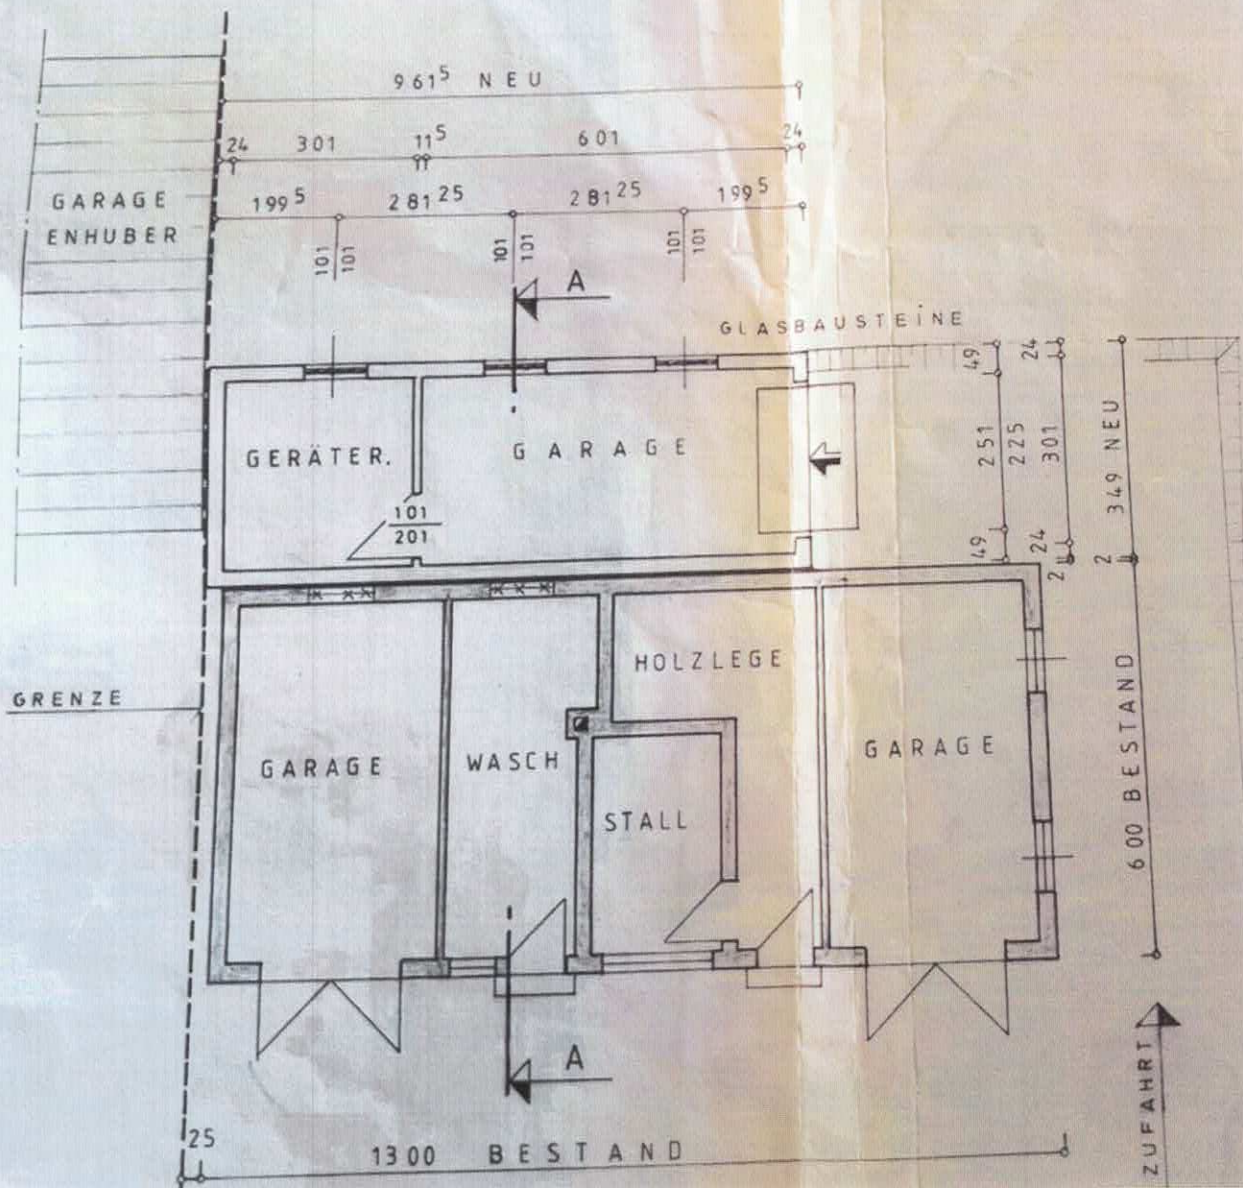 961⁵ NEU
24 301 11⁵ 601 24
GARAGE
ENHUBER
199⁵ 281²⁵ 281²⁵ 199⁵
101 101
101 101
101 101
A
GLASBAUSTEINE
49
24
GERÄTER.
GARAGE
251
225
301
349 NEU
101
201
49
24
2
2
HOLZLEGE
GRENZE
GARAGE
WASCH
STALL
GARAGE
600 BESTAND
A
ZUFAHRT
25
1300 BESTAND